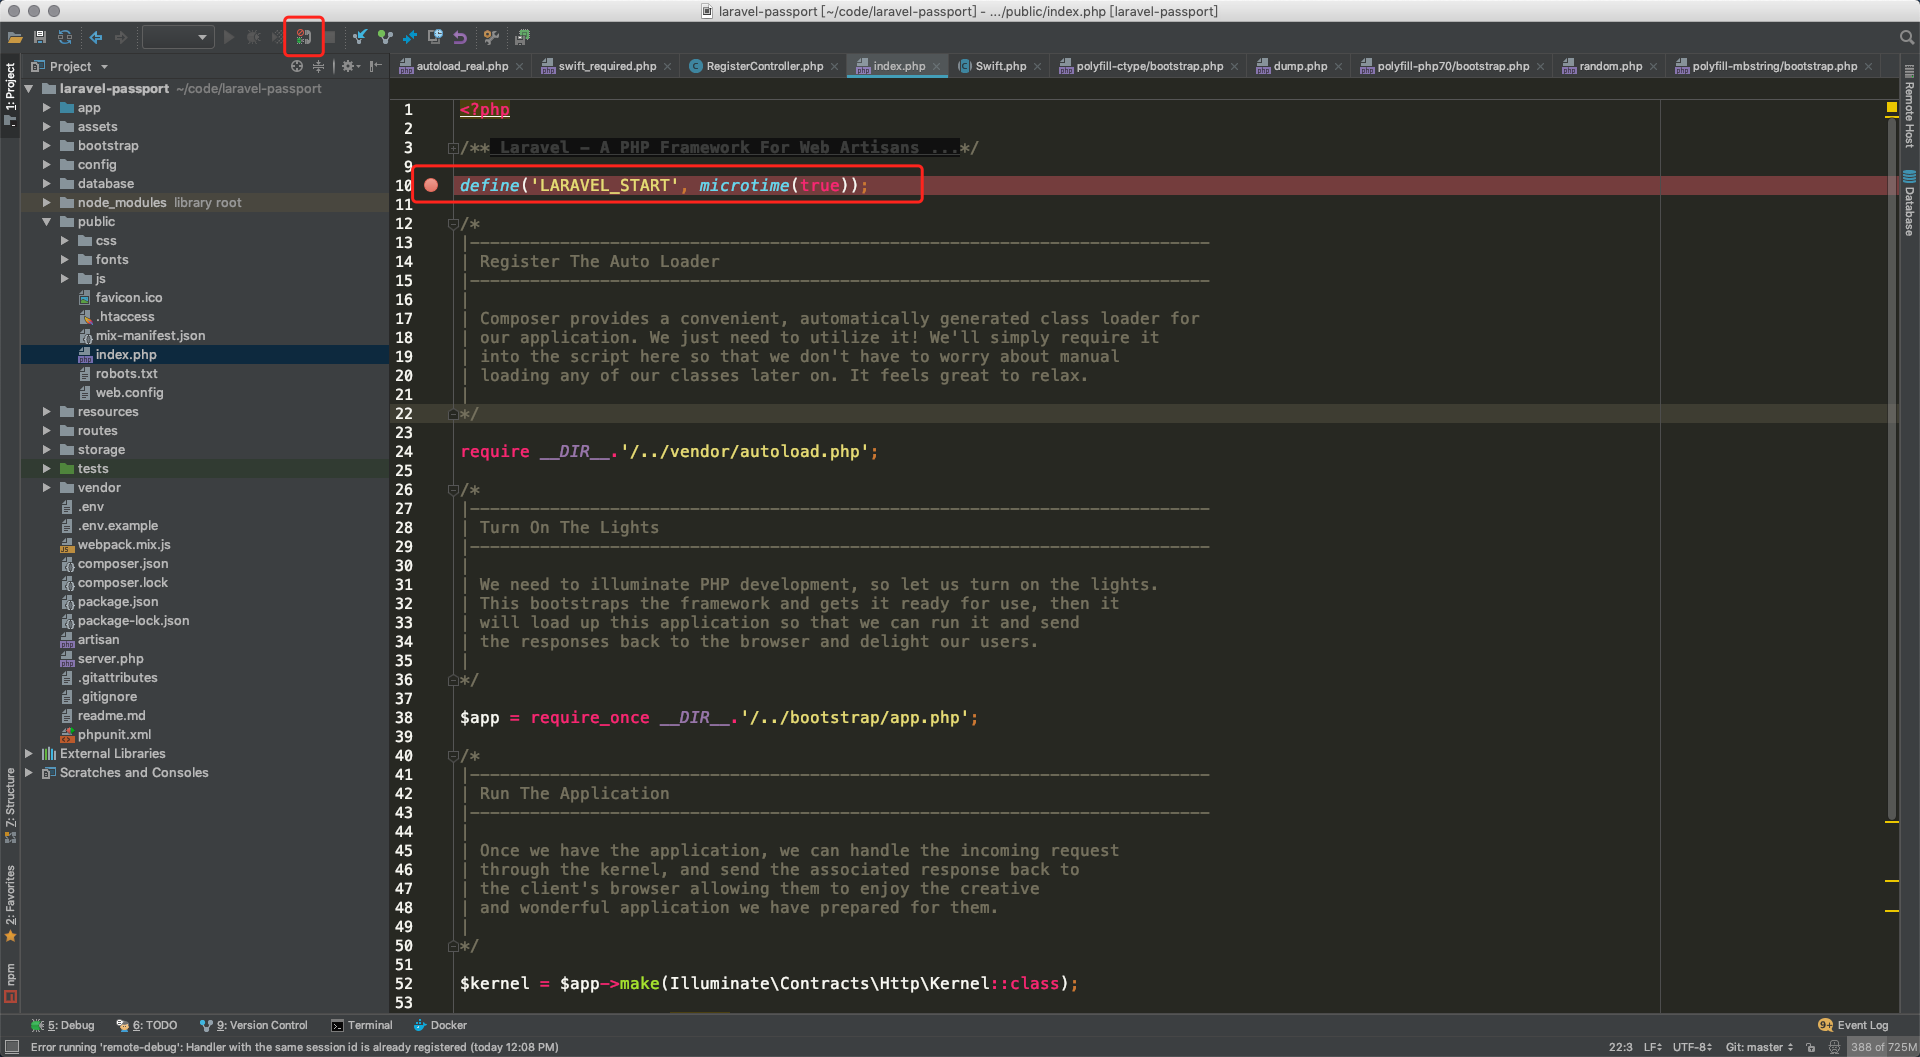 laravel-passport [~/code/laravel-passport] - .../public/index.php [laravel-passport]
Project
autoload_real.php
swift_required.php
RegisterController.php
index.php
Swift.php
polyfill-ctype/bootstrap.php
dump.php
polyfill-php70/bootstrap.php
random.php
polyfill-mbstring/bootstrap.php
1: Project
laravel-passport ~/code/laravel-passport
app
assets
bootstrap
config
database
node_modules library root
public
css
fonts
js
favicon.ico
.htaccess
mix-manifest.json
index.php
robots.txt
web.config
resources
routes
storage
tests
vendor
.env
.env.example
webpack.mix.js
composer.json
composer.lock
package.json
package-lock.json
artisan
server.php
.gitattributes
.gitignore
readme.md
phpunit.xml
External Libraries
Scratches and Consoles
7: Structure
2: Favorites
npm
1 <?php
2
3 /** Laravel - A PHP Framework For Web Artisans ...*/
9
10 define('LARAVEL_START', microtime(true));
11
12 /*
13 |--------------------------------------------------------------------------
14 | Register The Auto Loader
15 |--------------------------------------------------------------------------
16 |
17 | Composer provides a convenient, automatically generated class loader for
18 | our application. We just need to utilize it! We'll simply require it
19 | into the script here so that we don't have to worry about manual
20 | loading any of our classes later on. It feels great to relax.
21 |
22 */
23
24 require __DIR__.'/../vendor/autoload.php';
25
26 /*
27 |--------------------------------------------------------------------------
28 | Turn On The Lights
29 |--------------------------------------------------------------------------
30 |
31 | We need to illuminate PHP development, so let us turn on the lights.
32 | This bootstraps the framework and gets it ready for use, then it
33 | will load up this application so that we can run it and send
34 | the responses back to the browser and delight our users.
35 |
36 */
37
38 $app = require_once __DIR__.'/../bootstrap/app.php';
39
40 /*
41 |--------------------------------------------------------------------------
42 | Run The Application
43 |--------------------------------------------------------------------------
44 |
45 | Once we have the application, we can handle the incoming request
46 | through the kernel, and send the associated response back to
47 | the client's browser allowing them to enjoy the creative
48 | and wonderful application we have prepared for them.
49 |
50 */
51
52 $kernel = $app->make(Illuminate\Contracts\Http\Kernel::class);
53
Remote Host
Database
5: Debug
6: TODO
9: Version Control
Terminal
Docker
9+ Event Log
Error running 'remote-debug': Handler with the same session id is already registered (today 12:08 PM)
22:3 LF UTF-8 Git: master 388 of 725M